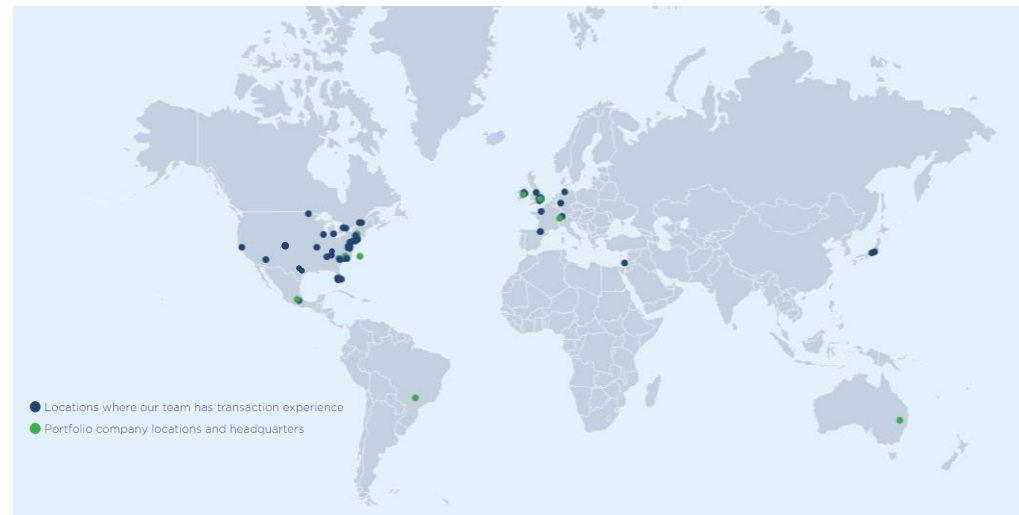 Locations where our team has transaction experience
Portfolio company locations and headquarters